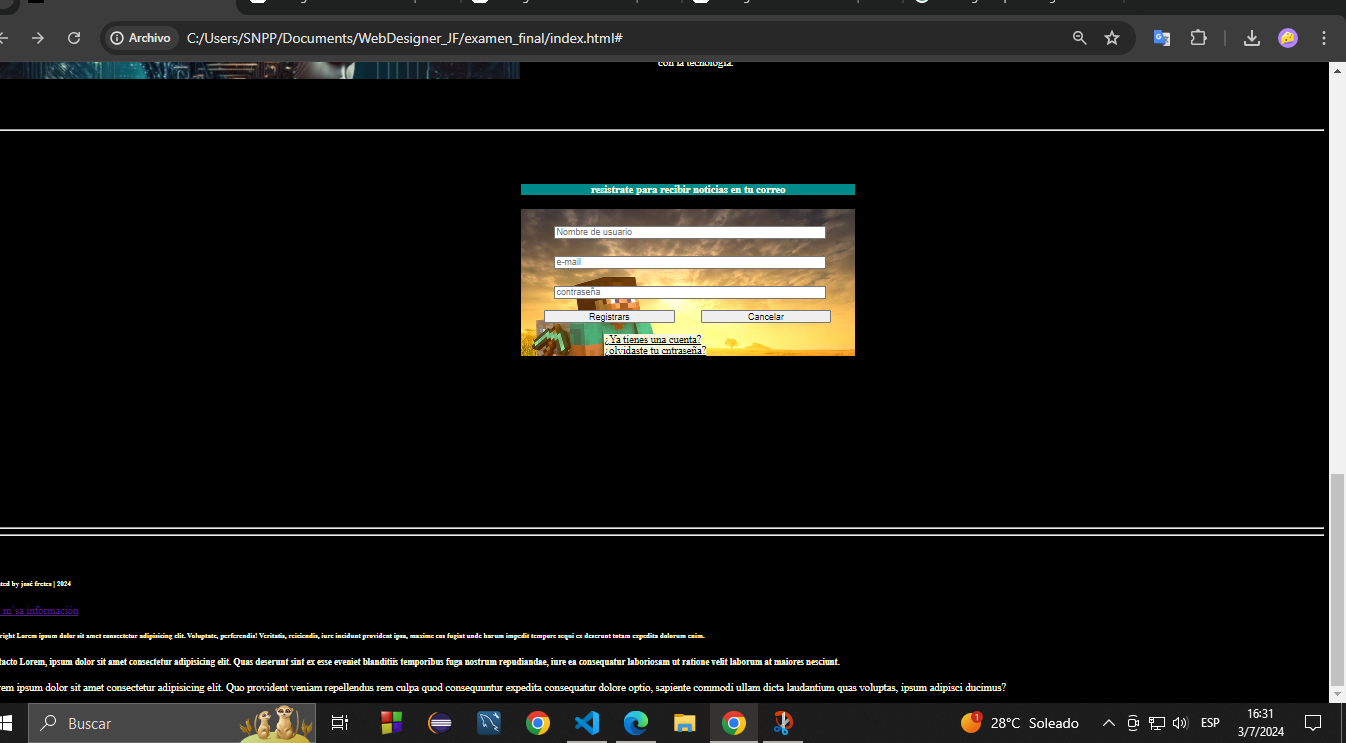 Archivo C:/Users/SNPP/Documents/WebDesigner_JF/examen_final/index.html#
con la tecnología.
resistrate para recibir noticias en tu correo
Nombre de usuario
e-mail
contraseña
Registrars Cancelar
¿Ya tienes una cuenta?
¿olvidaste tu cntraseña?
ted by josé fretes | 2024
m´sa información
right Lorem ipsum dolor sit amet consectetur adipisicing elit. Voluptate, perferendis! Veritatis, reiciendis, iure incidunt provident ipsa, maxime eos fugiat unde harum impedit tempore sequi ex deserunt totam expedita dolorum enim.
tacto Lorem, ipsum dolor sit amet consectetur adipisicing elit. Quas deserunt sint ex esse eveniet blanditiis temporibus fuga nostrum repudiandae, iure ea consequatur laboriosam ut ratione velit laborum at maiores nesciunt.
rem ipsum dolor sit amet consectetur adipisicing elit. Quo provident veniam repellendus rem culpa quod consequuntur expedita consequatur dolore optio, sapiente commodi ullam dicta laudantium quas voluptas, ipsum adipisci ducimus?
Buscar
1
28°C Soleado
ESP
16:31
3/7/2024